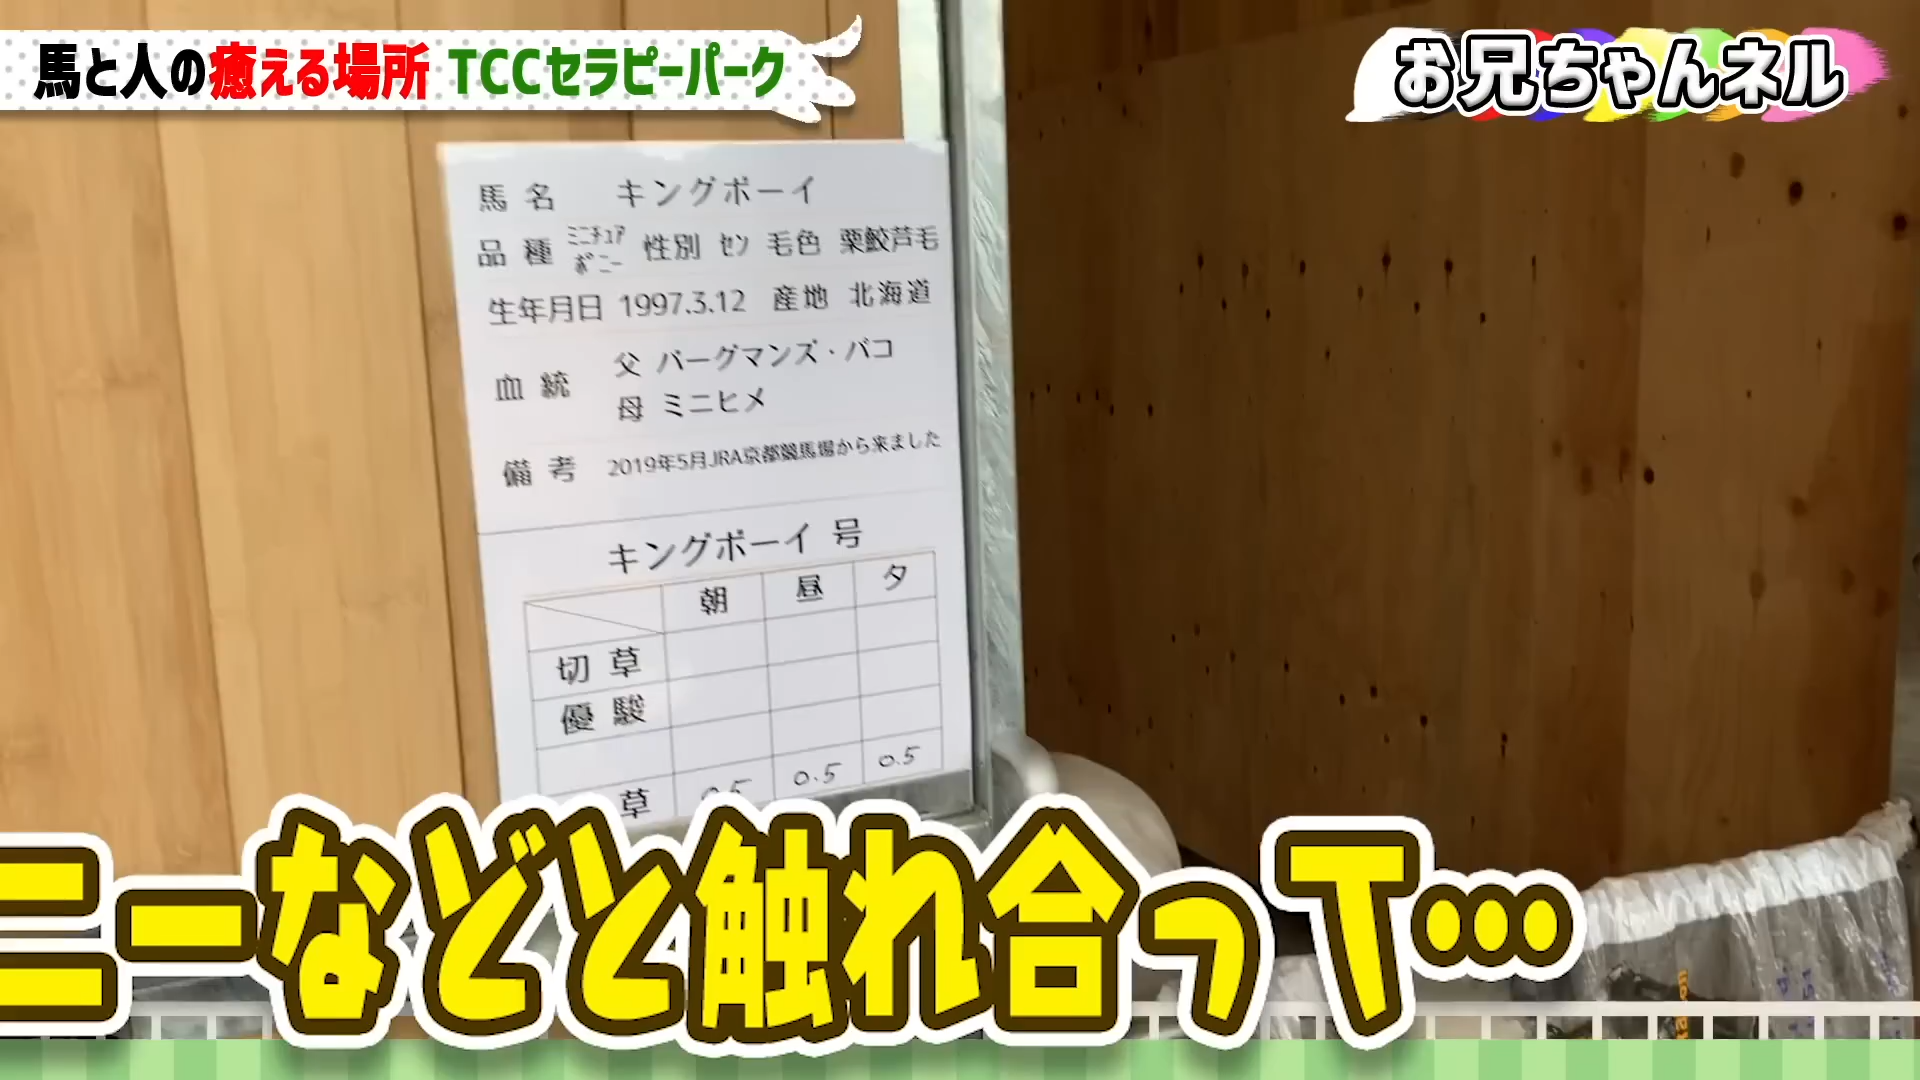 馬と人の癒える場所 TCCセラピーパーク
お兄ちゃんネル
馬名 キングボーイ
品種 ミニチュアポニー 性別 セン 毛色 栗鮫芦毛
生年月日 1997.3.12 産地 北海道
血統 父 バーグマンズ・バコ
母 ミニヒメ
備考 2019年5月JRA京都競馬場から来ました
キングボーイ 号
朝 昼 夕
切草
優駿
草 0.5 0.5 0.5
ニーなどと触れ合って…